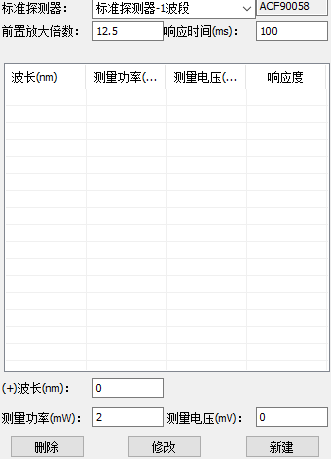 标准探测器： 标准探测器-1波段 ACF90058
前置放大倍数： 12.5 响应时间(ms)： 100
波长(nm) 测量功率(... 测量电压(... 响应度
(+)波长(nm)： 0
测量功率(mW)： 2 测量电压(mV)： 0
删除 修改 新建